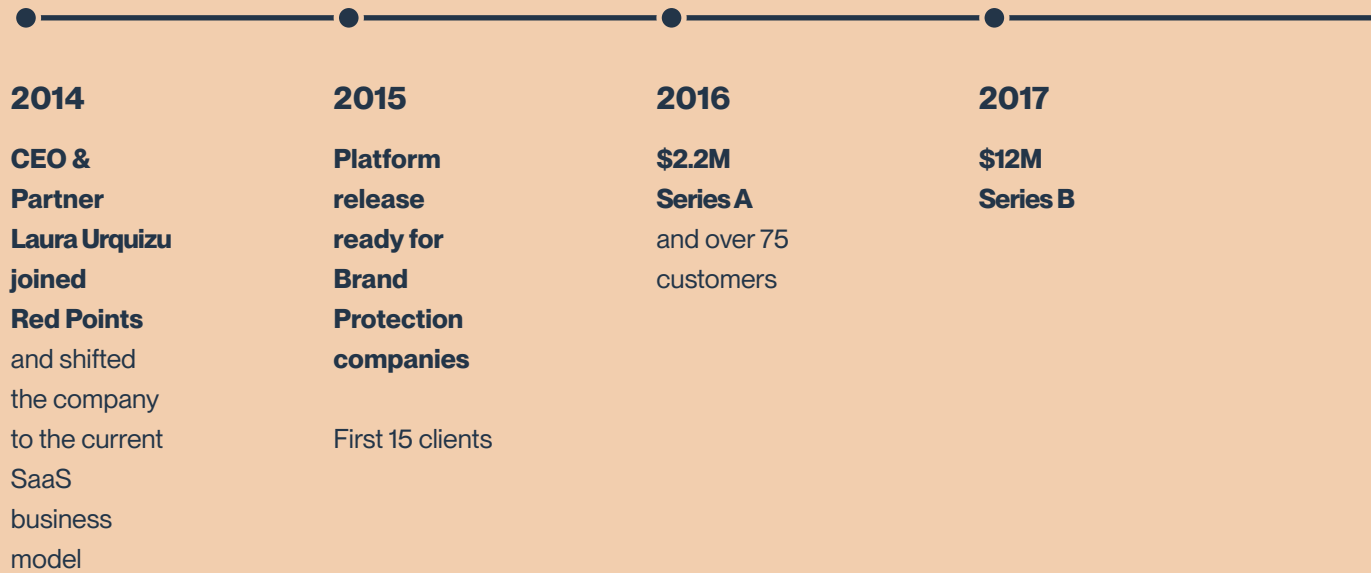 2014
CEO &
Partner
Laura Urquizu
joined
Red Points
and shifted
the company
to the current
SaaS
business
model
2015
Platform
release
ready for
Brand
Protection
companies
First 15 clients
2016
$2.2M
Series A
and over 75
customers
2017
$12M
Series B